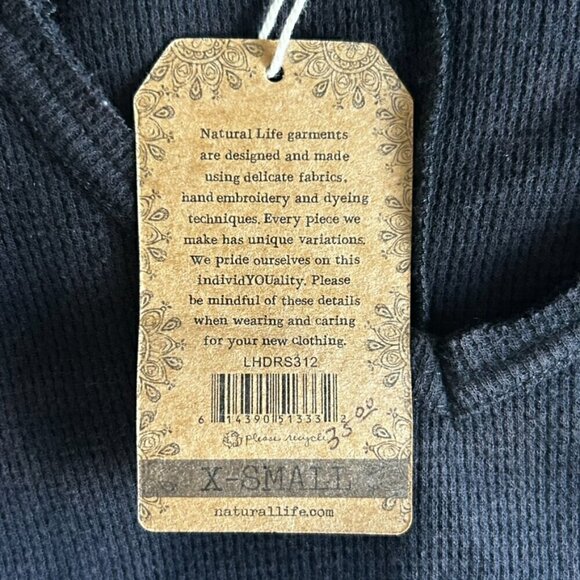 Natural Life garments
are designed and made
using delicate fabrics,
hand embroidery and dyeing
techniques. Every piece we
make has unique variations.
We pride ourselves on this
individYOUality. Please
be mindful of these details
when wearing and caring
for your new clothing.
LHDRS312
6 14390 51333 2
please recycle
35.00
X-SMALL
naturallife.com